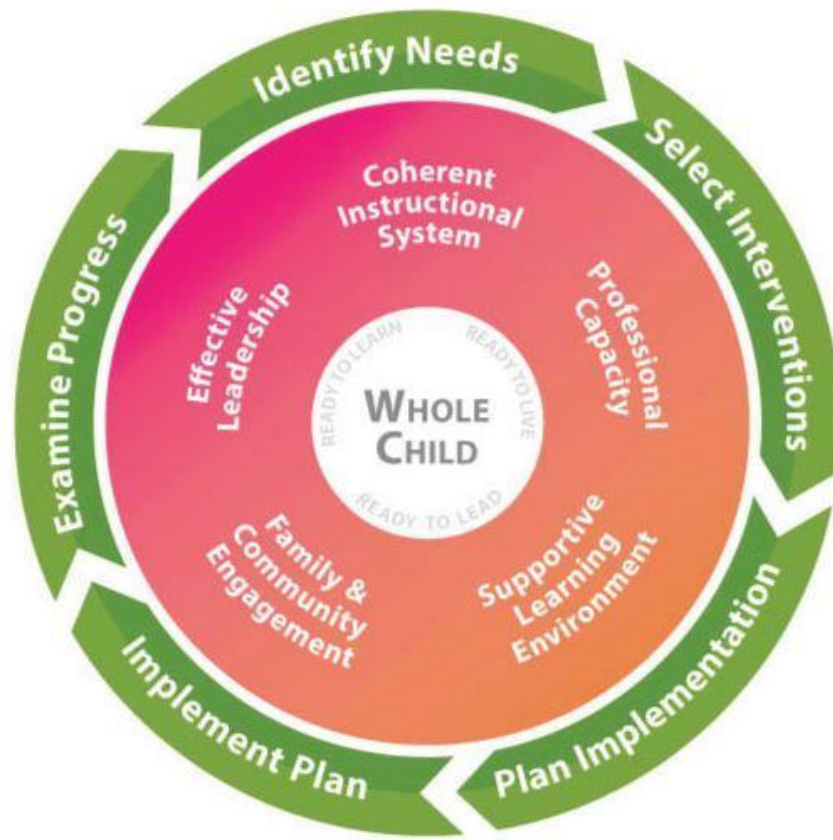 Identify Needs
Select Interventions
Plan Implementation
Implement Plan
Examine Progress
Coherent
Instructional
System
Professional
Capacity
Supportive
Learning
Environment
Family &
Community
Engagement
Effective
Leadership
READY TO LEARN
READY TO LIVE
READY TO LEAD
WHOLE
CHILD